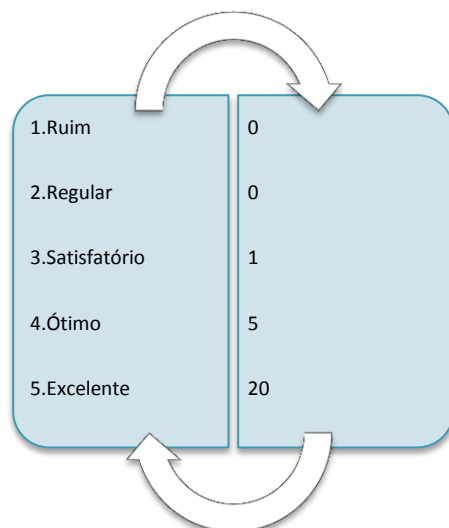 1.Ruim 0
2.Regular 0
3.Satisfatório 1
4.Ótimo 5
5.Excelente 20